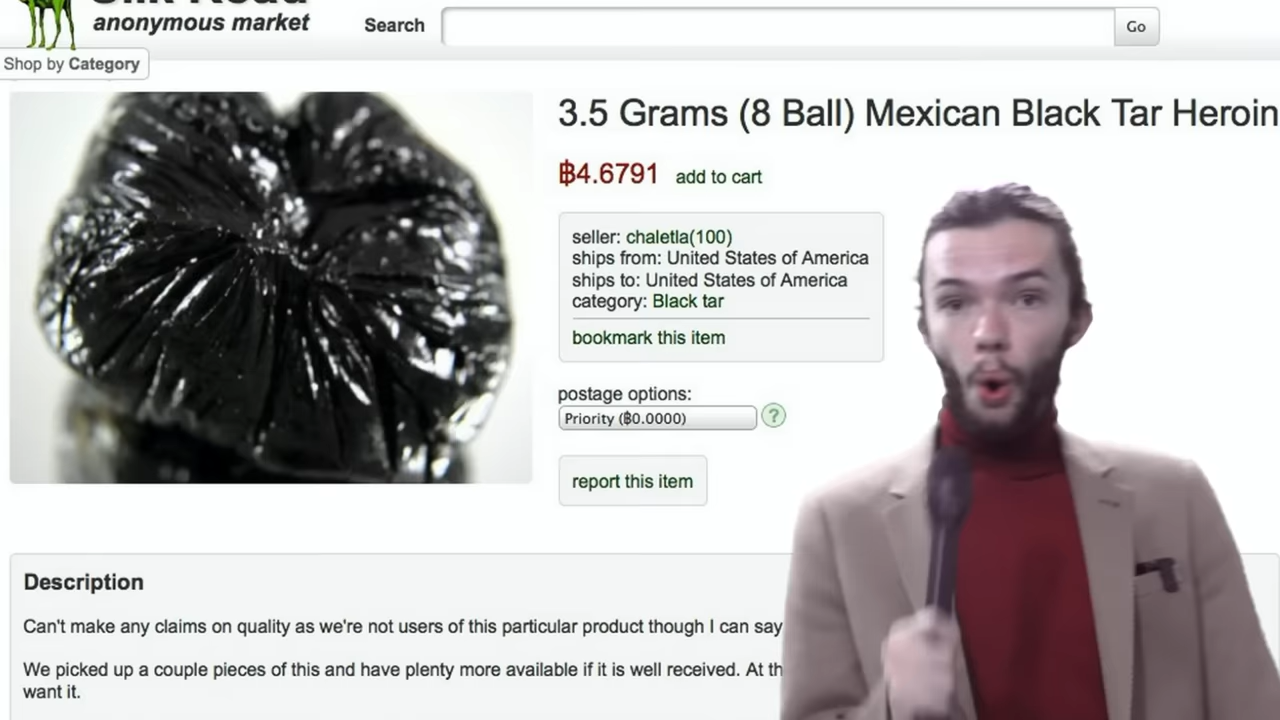 Silk Road
anonymous market
Search
Go
Shop by Category
3.5 Grams (8 Ball) Mexican Black Tar Heroin
฿4.6791 add to cart
seller: chaletla(100)
ships from: United States of America
ships to: United States of America
category: Black tar
bookmark this item
postage options:
Priority (฿0.0000)
?
report this item
Description
Can't make any claims on quality as we're not users of this particular product though I can say
We picked up a couple pieces of this and have plenty more available if it is well received. At th
want it.